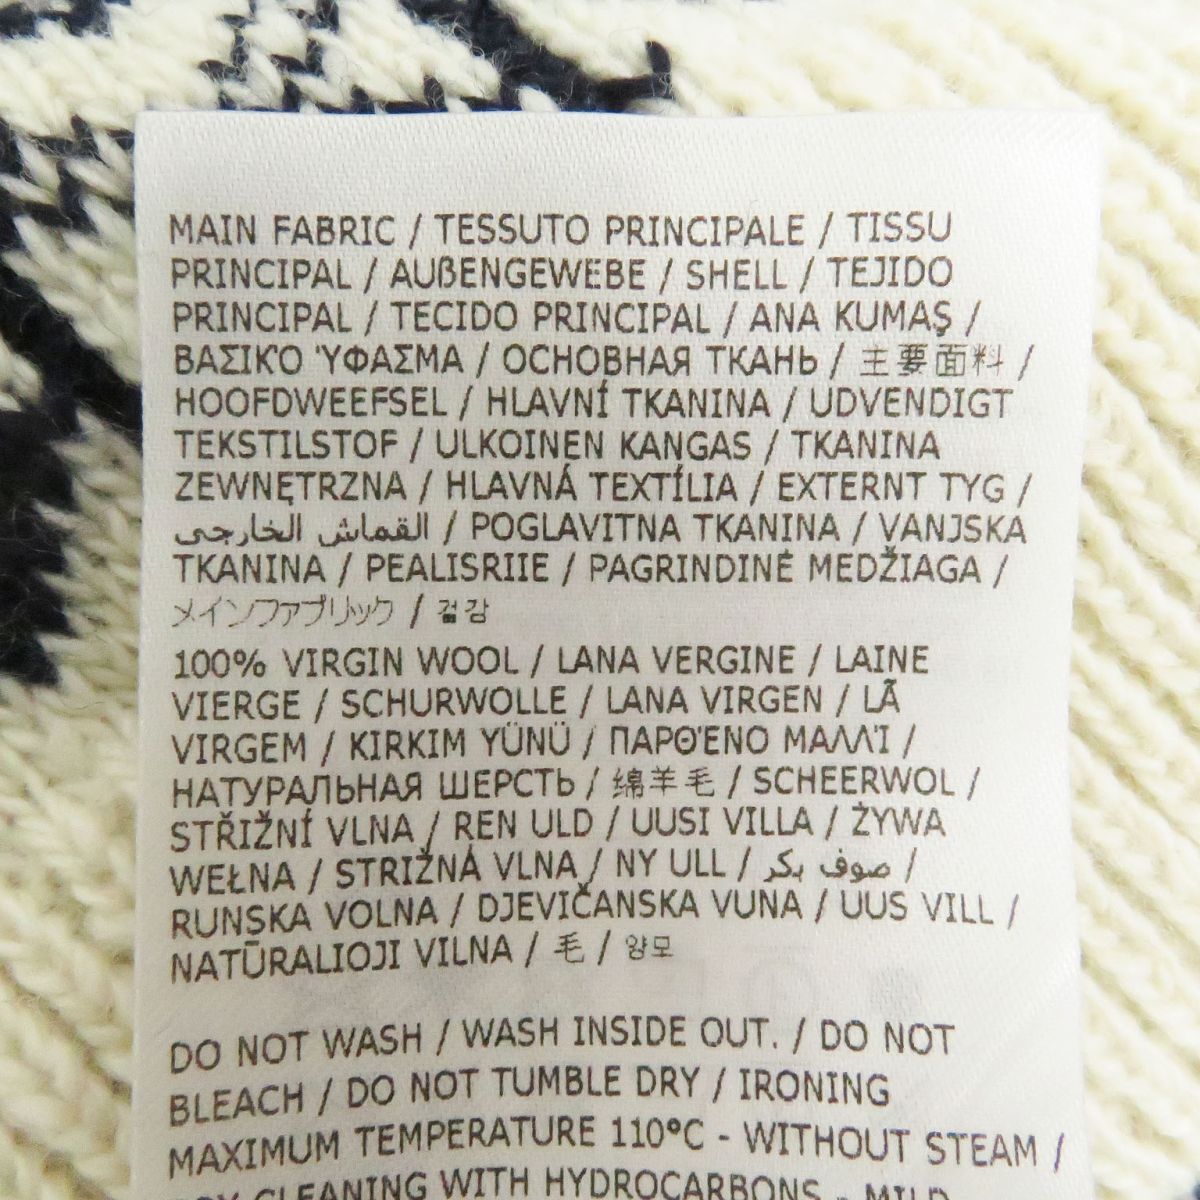 MAIN FABRIC / TESSUTO PRINCIPALE / TISSU
PRINCIPAL / AUßENGEWEBE / SHELL / TEJIDO
PRINCIPAL / TECIDO PRINCIPAL / ANA KUMAŞ /
ΒΑΣΙΚΌ ΎΦΑΣΜΑ / ОСНОВНАЯ ТКАНЬ / 主要面料 /
HOOFDWEEFSEL / HLAVNÍ TKANINA / UDVENDIGT
TEKSTILSTOF / ULKOINEN KANGAS / TKANINA
ZEWNĘTRZNA / HLAVNÁ TEXTÍLIA / EXTERNT TYG /
القماش الخارجى / POGLAVITNA TKANINA / VANJSKA
TKANINA / PEALISRIIE / PAGRINDINĖ MEDŽIAGA /
メインファブリック / 겉감
100% VIRGIN WOOL / LANA VERGINE / LAINE
VIERGE / SCHURWOLLE / LANA VIRGEN / LÃ
VIRGEM / KIRKIM YÜNÜ / ΠΑΡΘΈΝΟ ΜΑΛΛΊ /
НАТУРАЛЬНАЯ ШЕРСТЬ / 绵羊毛 / SCHEERWOL /
STŘIŽNÍ VLNA / REN ULD / UUSI VILLA / ŻYWA
WEŁNA / STRIŽNÁ VLNA / NY ULL / صوف بكر /
RUNSKA VOLNA / DJEVIČANSKA VUNA / UUS VILL /
NATŪRALIOJI VILNA / 毛 / 양모
DO NOT WASH / WASH INSIDE OUT. / DO NOT
BLEACH / DO NOT TUMBLE DRY / IRONING
MAXIMUM TEMPERATURE 110°C - WITHOUT STEAM /
DRY CLEANING WITH HYDROCARBONS - MILD